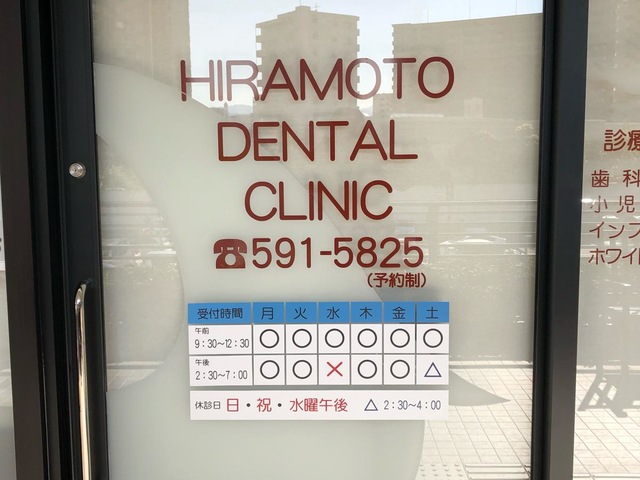 HIRAMOTO
DENTAL
CLINIC
☎591-5825
(予約制)
受付時間 月 火 水 木 金 土
午前
9:30〜12:30 ○ ○ ○ ○ ○ ○
午後
2:30〜7:00 ○ ○ × ○ ○ △
休診日 日・祝・水曜午後 △ 2:30〜4:00
診療
歯科
小児
インプ
ホワイ